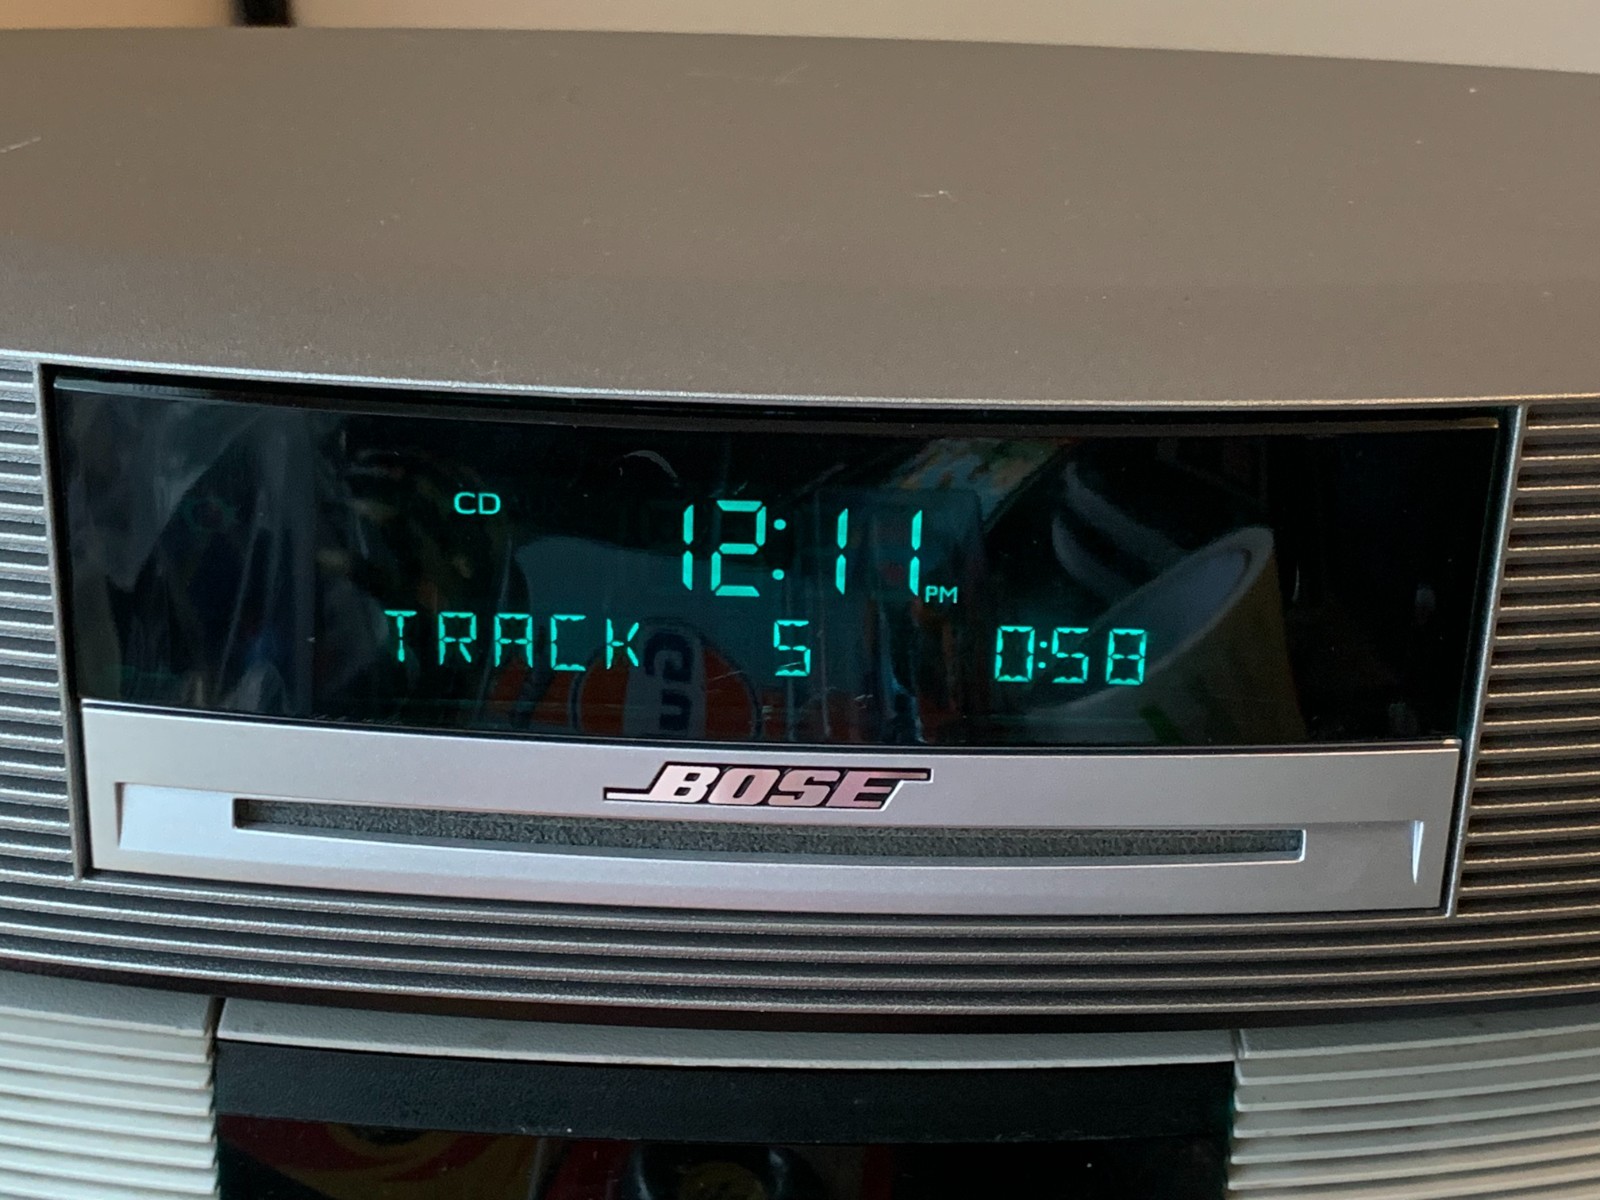 CD 12:11 PM
TRACK 5 0:58
BOSE